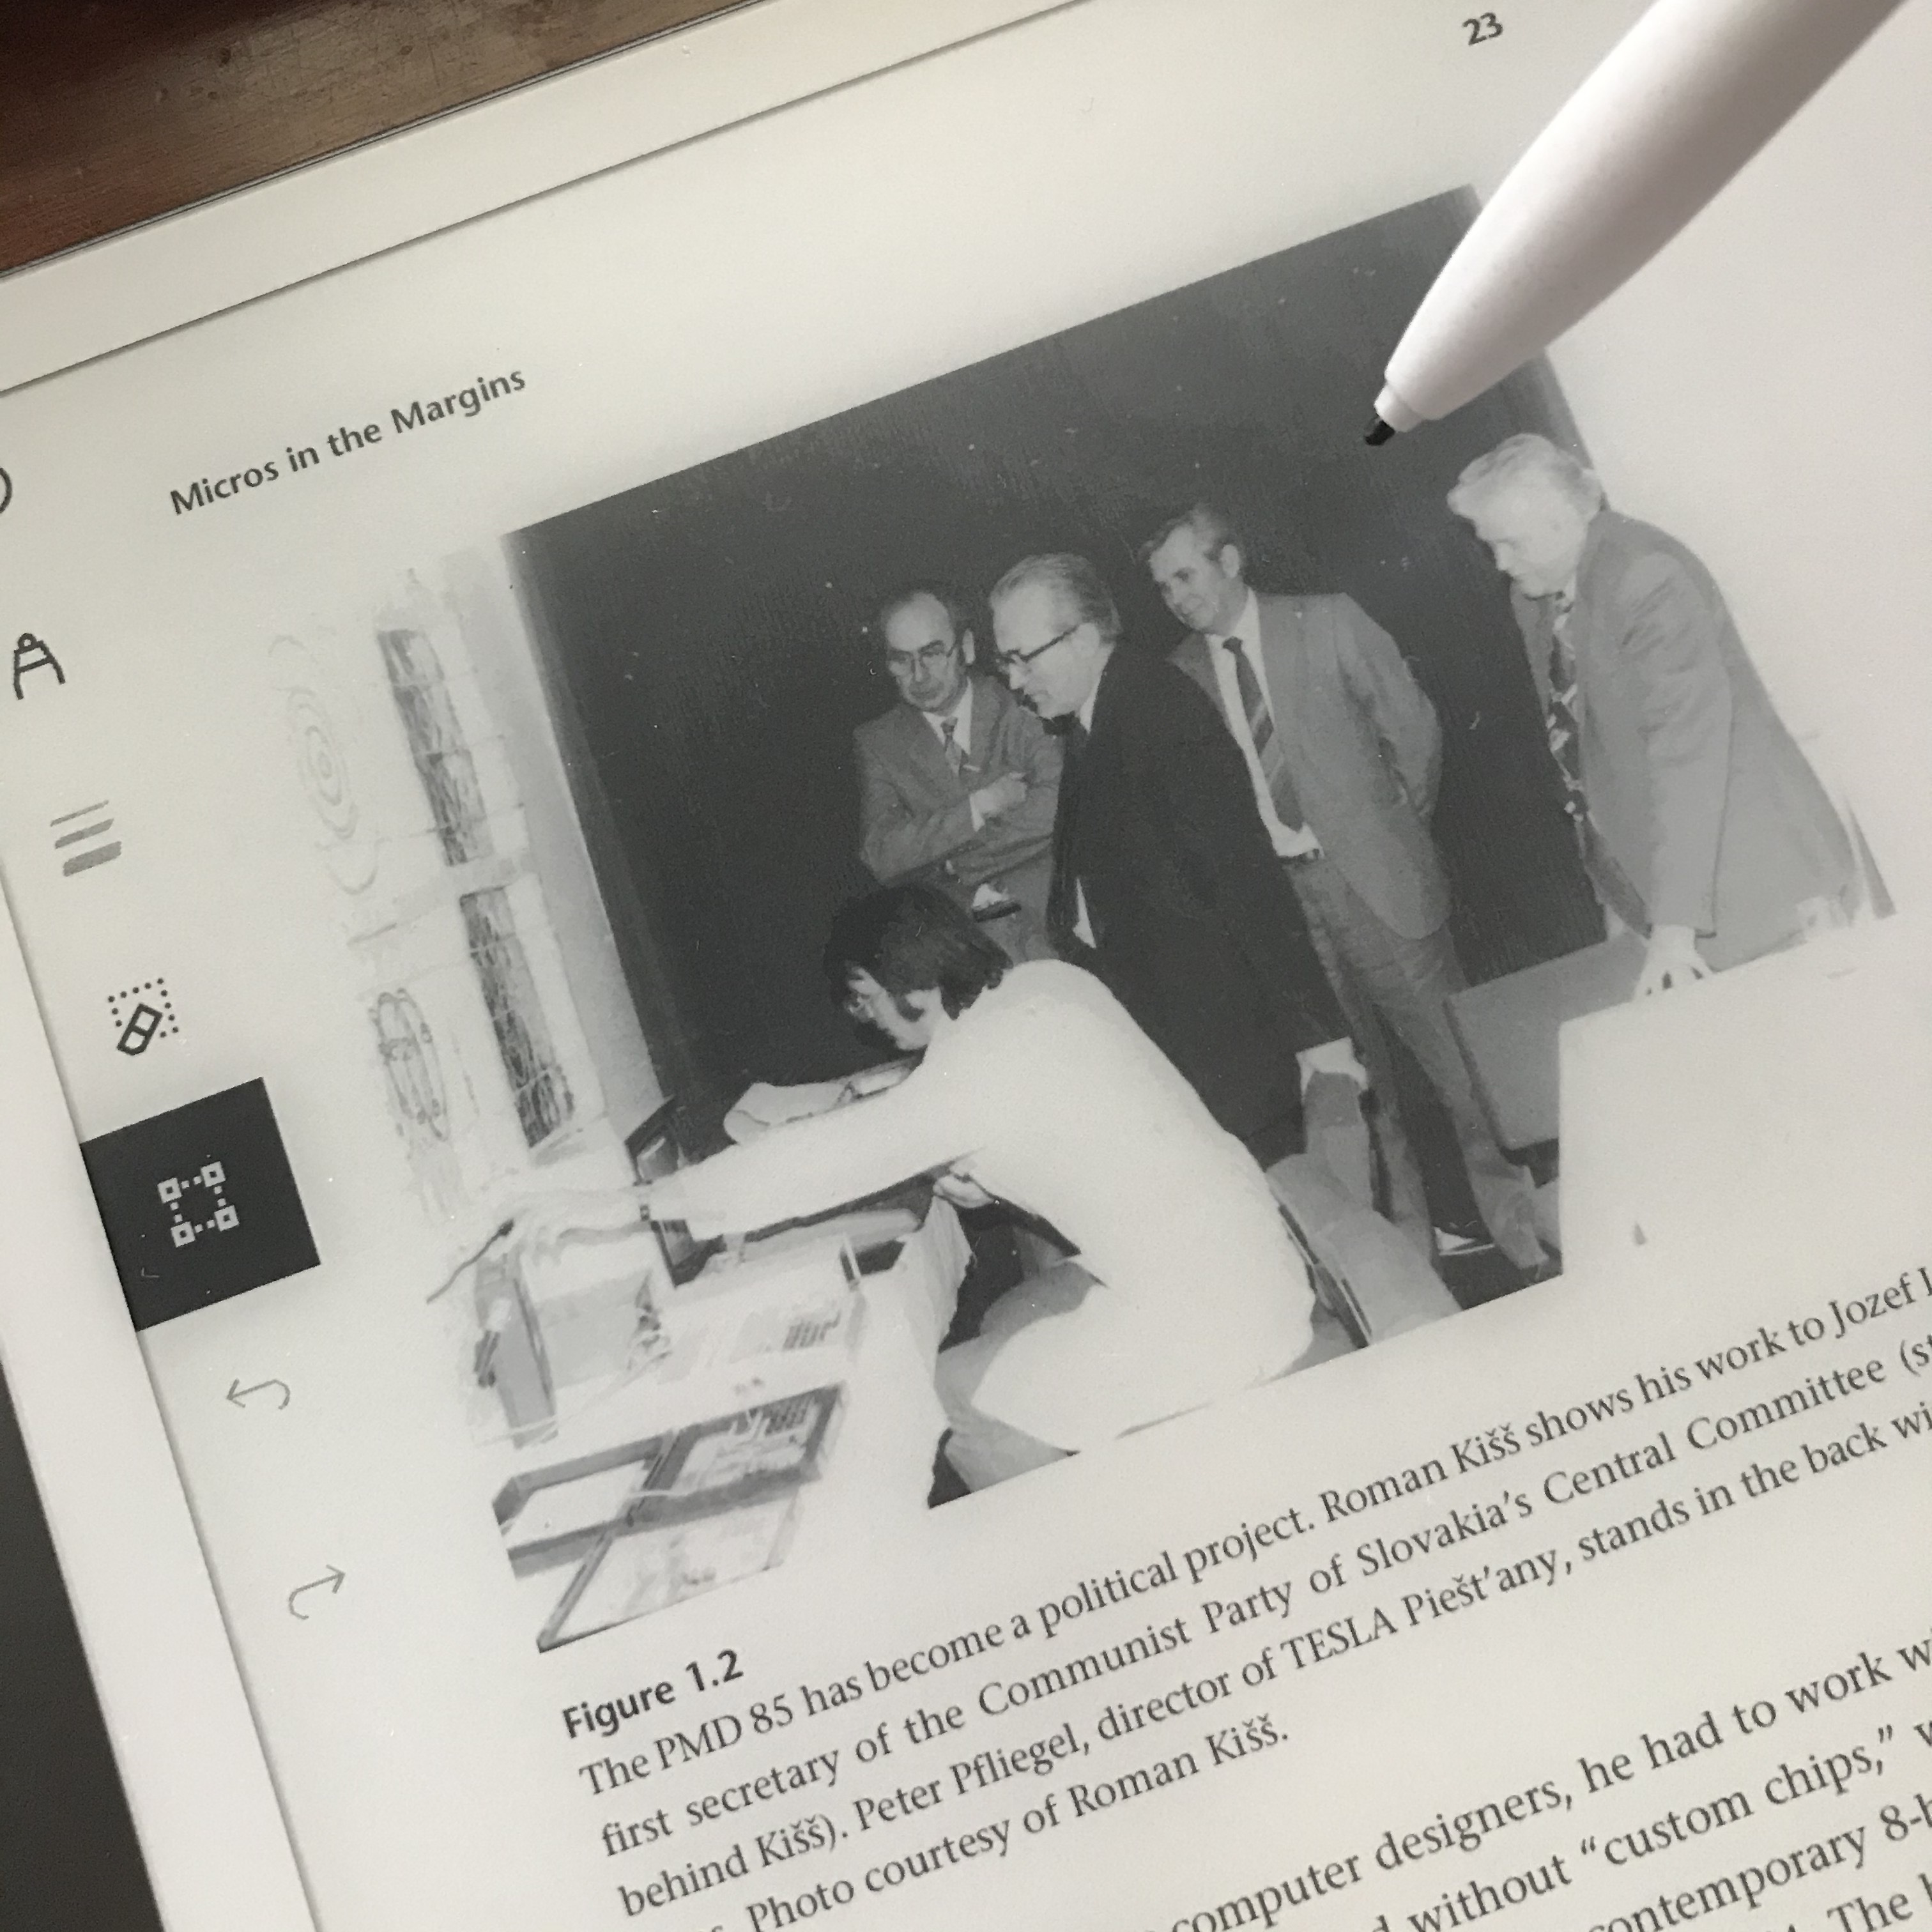 23
Micros in the Margins
Figure 1.2
The PMD 85 has become a political project. Roman Kišš shows his work to Jozef
first secretary of the Communist Party of Slovakia's Central Committee
behind Kišš). Peter Pfliegel, director of TESLA Piešt'any, stands in the back
Photo courtesy of Roman Kišš.
computer designers, he had to work
without “custom chips,”
contemporary
The